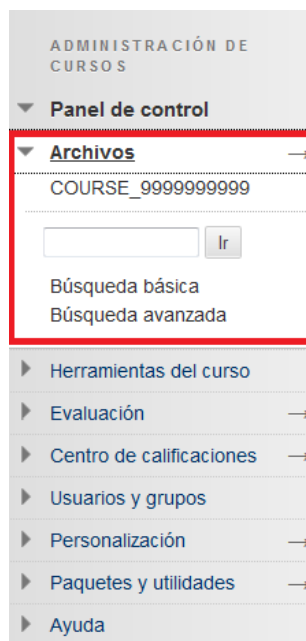 ADMINISTRACIÓN DE
CURSOS
Panel de control
Archivos
COURSE_9999999999
Ir
Búsqueda básica
Búsqueda avanzada
Herramientas del curso
Evaluación
Centro de calificaciones
Usuarios y grupos
Personalización
Paquetes y utilidades
Ayuda